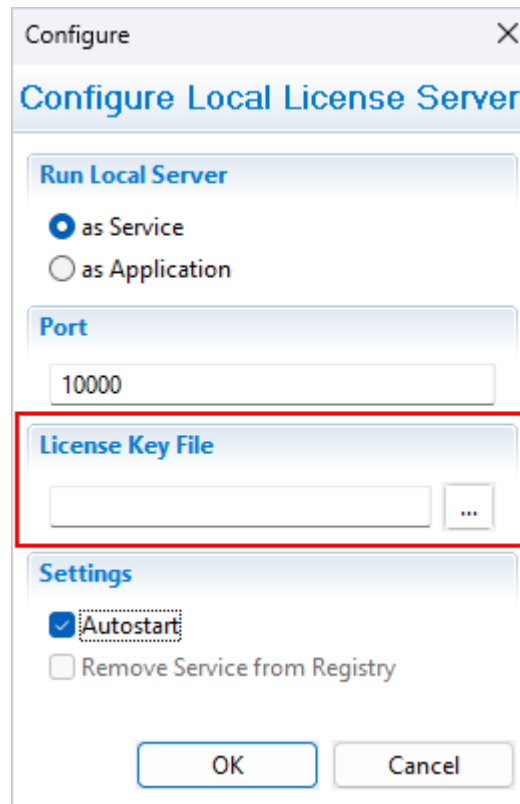 Configure
Configure Local License Server
Run Local Server
as Service
as Application
Port
10000
License Key File
...
Settings
Autostart
Remove Service from Registry
OK Cancel